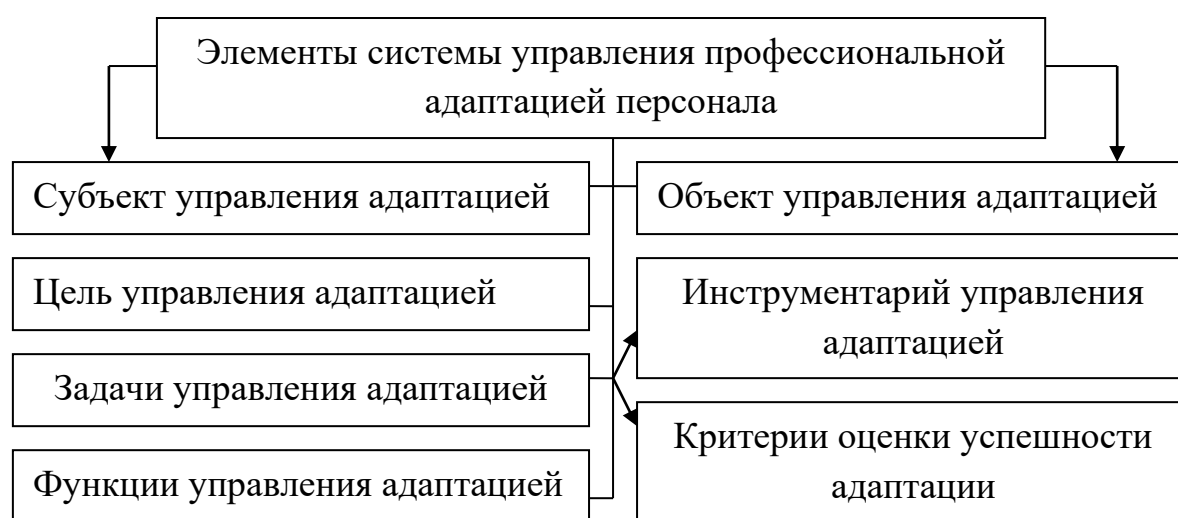 Элементы системы управления профессиональной
адаптацией персонала
Субъект управления адаптацией
Объект управления адаптацией
Цель управления адаптацией
Инструментарий управления
адаптацией
Задачи управления адаптацией
Критерии оценки успешности
адаптации
Функции управления адаптацией